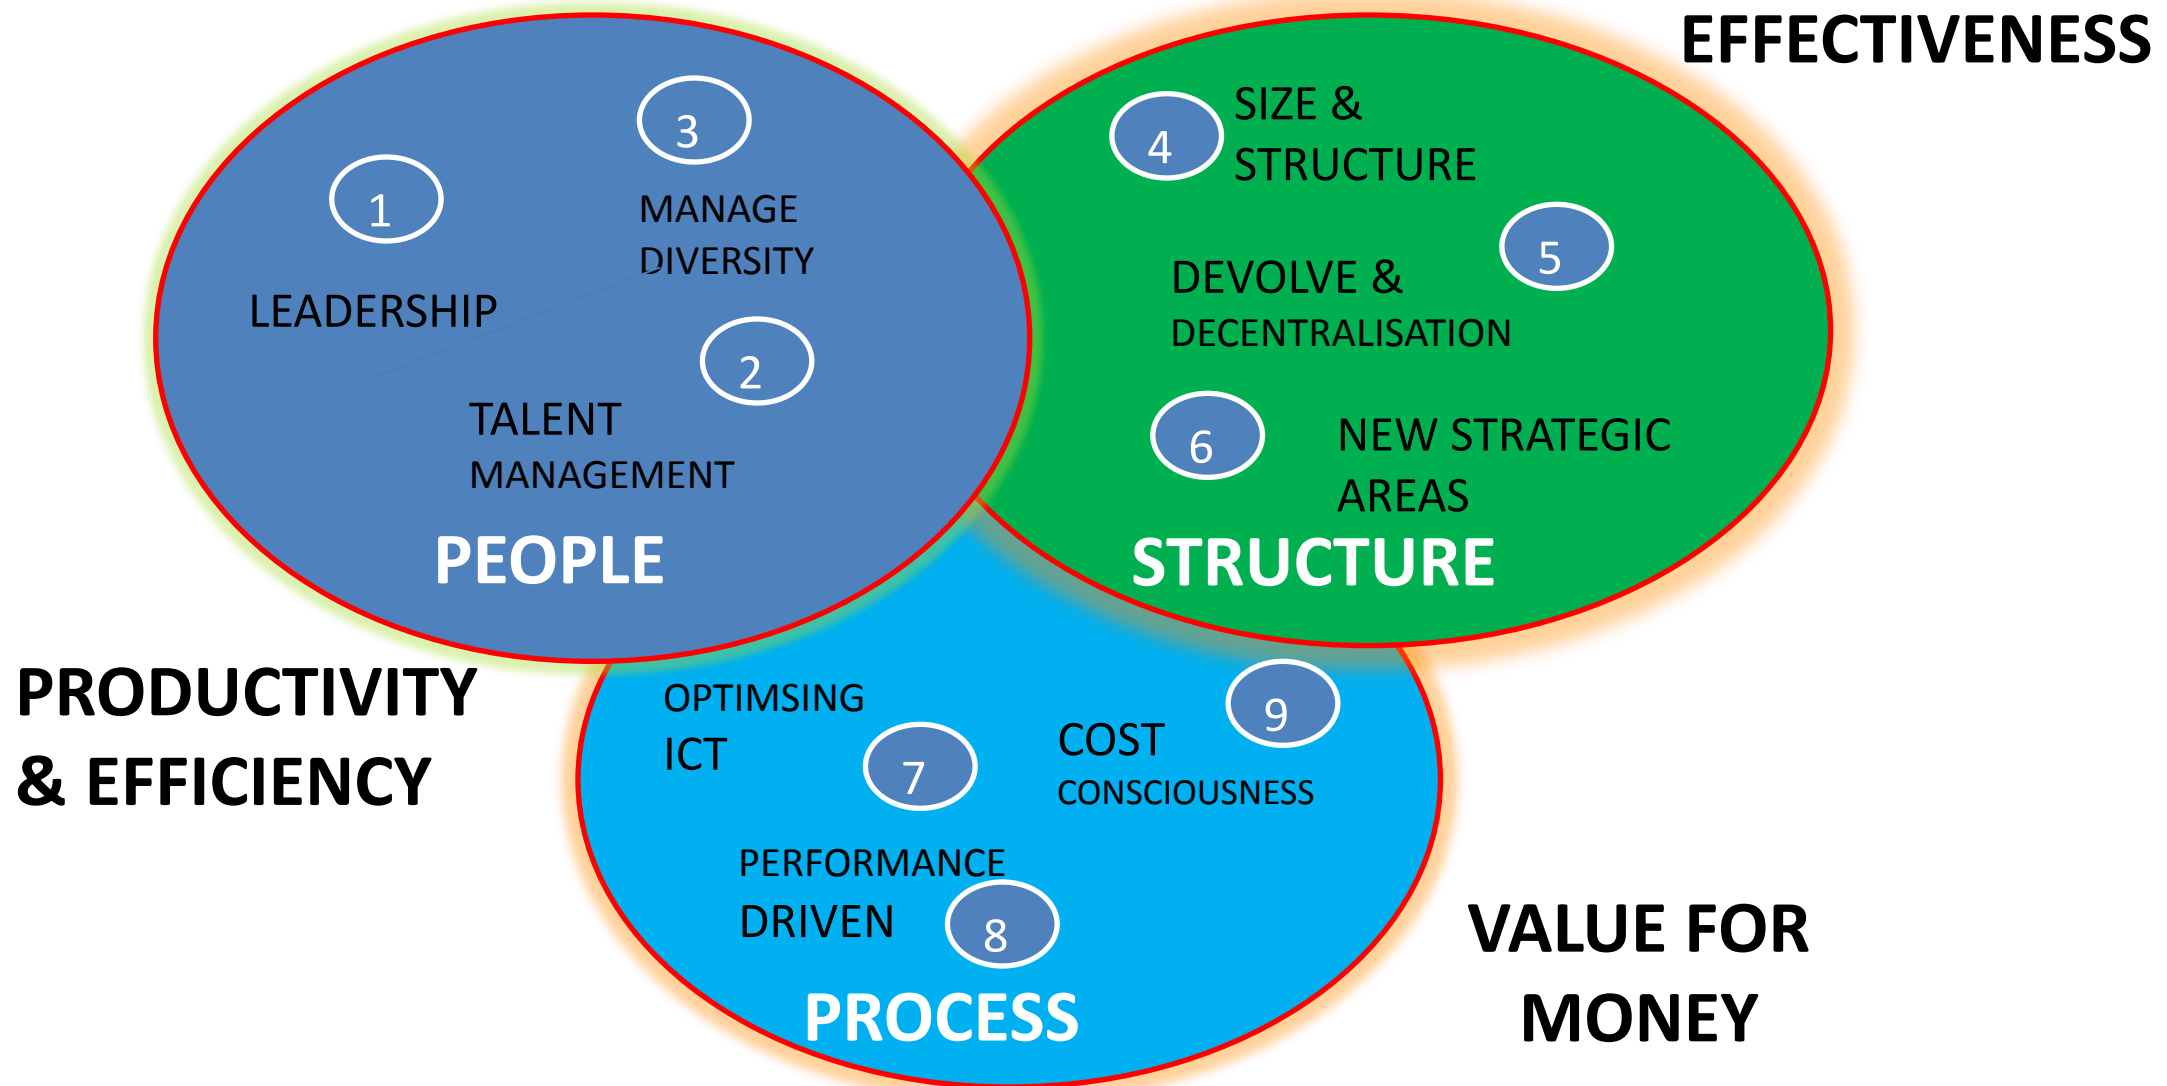 EFFECTIVENESS
3
1
MANAGE
DIVERSITY
LEADERSHIP
2
TALENT
MANAGEMENT
PEOPLE
4
SIZE &
STRUCTURE
5
DEVOLVE &
DECENTRALISATION
6
NEW STRATEGIC
AREAS
STRUCTURE
PRODUCTIVITY
& EFFICIENCY
OPTIMSING
ICT
7
9
COST
CONSCIOUSNESS
PERFORMANCE
DRIVEN
8
PROCESS
VALUE FOR
MONEY